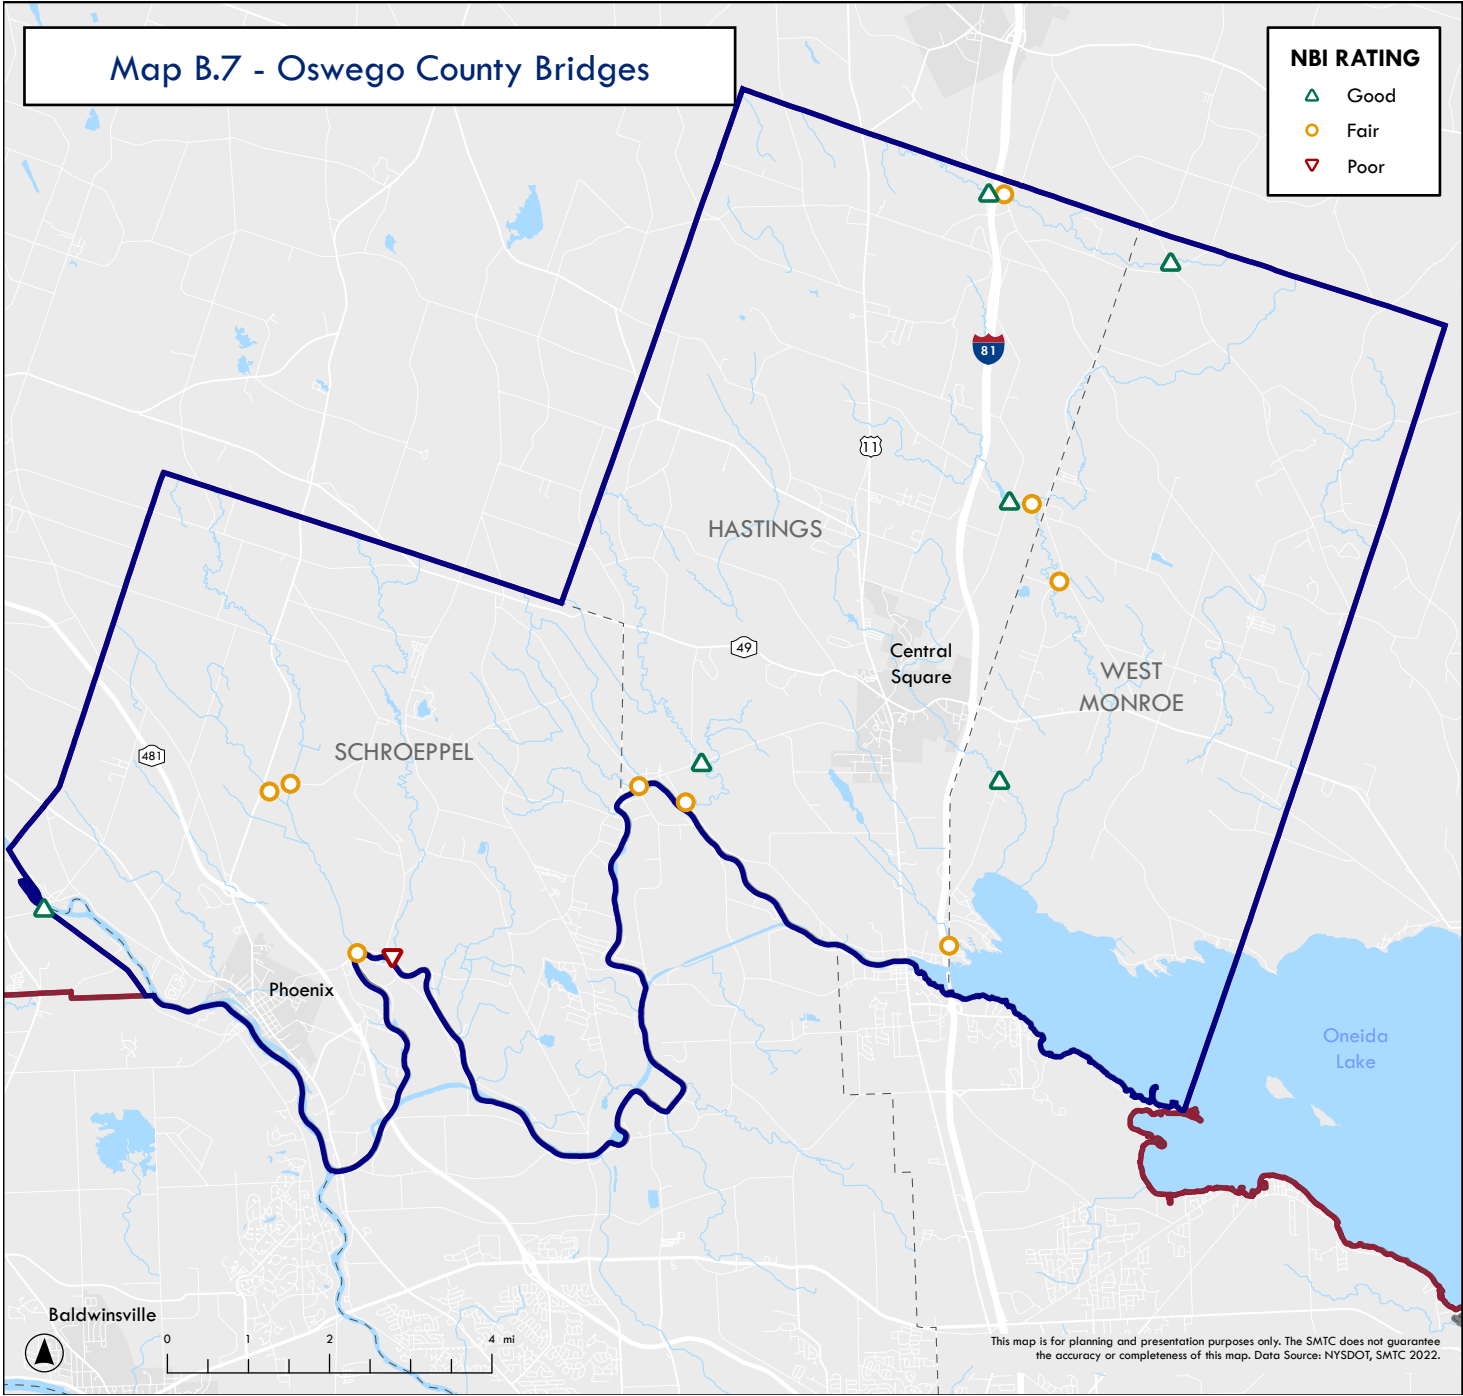 Map B.7 - Oswego County Bridges
NBI RATING
Good
Fair
Poor
81
11
HASTINGS
49
Central
Square
WEST
MONROE
481
SCHROEPPEL
Phoenix
Oneida
Lake
Baldwinsville
0 1 2 4 mi
This map is for planning and presentation purposes only. The SMTC does not guarantee
the accuracy or completeness of this map. Data Source: NYSDOT, SMTC 2022.